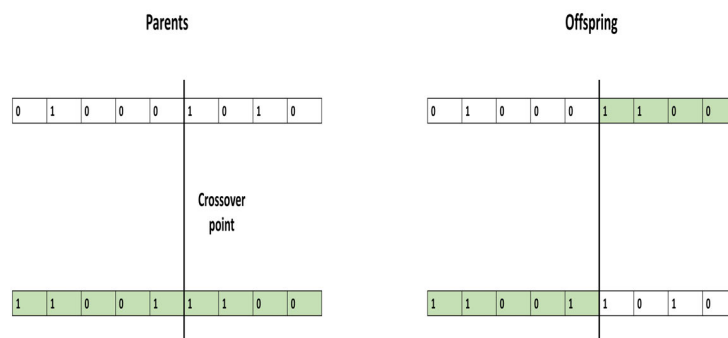 Parents
Offspring
0 1 0 0 0 1 0 1 0
0 1 0 0 0 1 1 0 0
Crossover
point
1 1 0 0 1 1 1 0 0
1 1 0 0 1 1 0 1 0